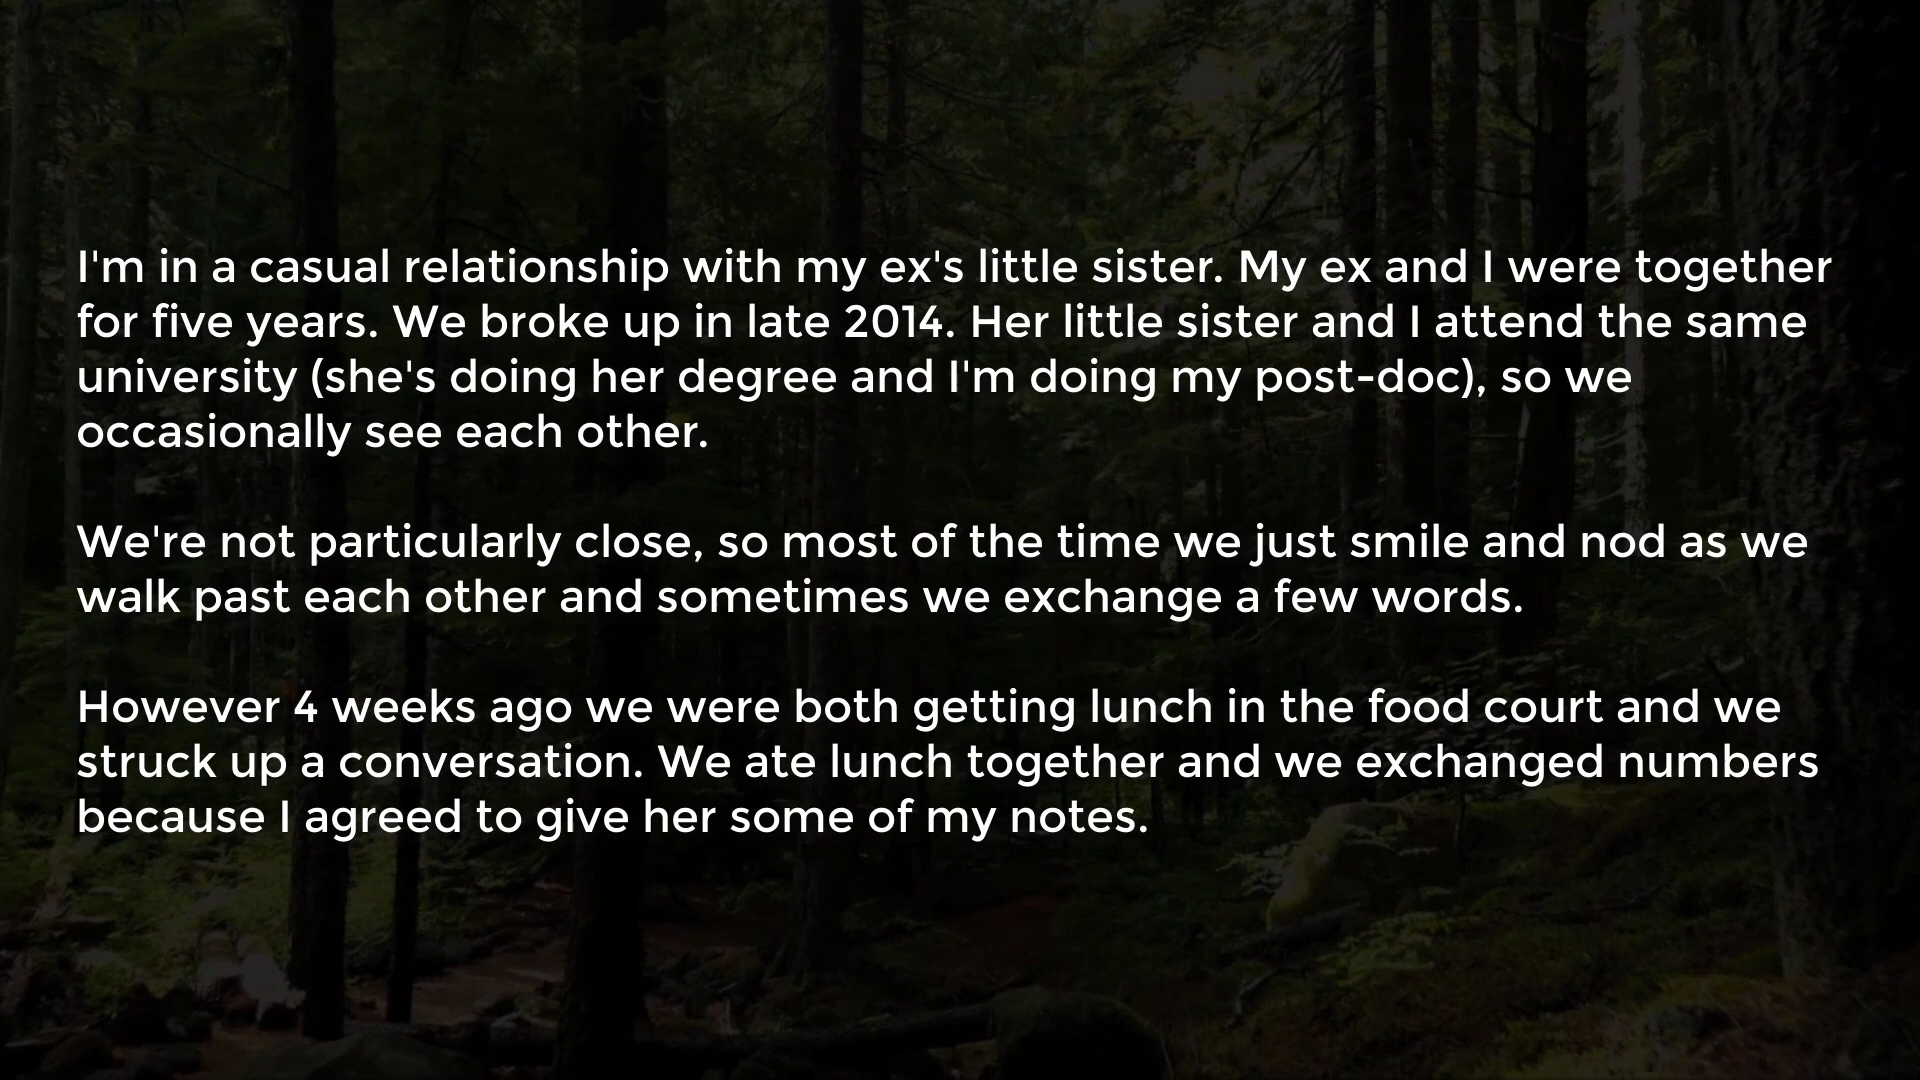 I'm in a casual relationship with my ex's little sister. My ex and I were together
for five years. We broke up in late 2014. Her little sister and I attend the same
university (she's doing her degree and I'm doing my post-doc), so we
occasionally see each other.
We're not particularly close, so most of the time we just smile and nod as we
walk past each other and sometimes we exchange a few words.
However 4 weeks ago we were both getting lunch in the food court and we
struck up a conversation. We ate lunch together and we exchanged numbers
because I agreed to give her some of my notes.